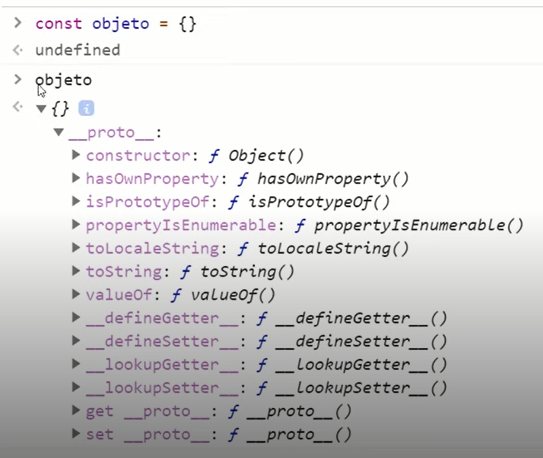 > const objeto = {}
<· undefined
> objeto
<· ▼ {} i
▼ __proto__:
▶ constructor: ƒ Object()
▶ hasOwnProperty: ƒ hasOwnProperty()
▶ isPrototypeOf: ƒ isPrototypeOf()
▶ propertyIsEnumerable: ƒ propertyIsEnumerable()
▶ toLocaleString: ƒ toLocaleString()
▶ toString: ƒ toString()
▶ valueOf: ƒ valueOf()
▶ __defineGetter__: ƒ __defineGetter__()
▶ __defineSetter__: ƒ __defineSetter__()
▶ __lookupGetter__: ƒ __lookupGetter__()
▶ __lookupSetter__: ƒ __lookupSetter__()
▶ get __proto__: ƒ __proto__()
▶ set __proto__: ƒ __proto__()